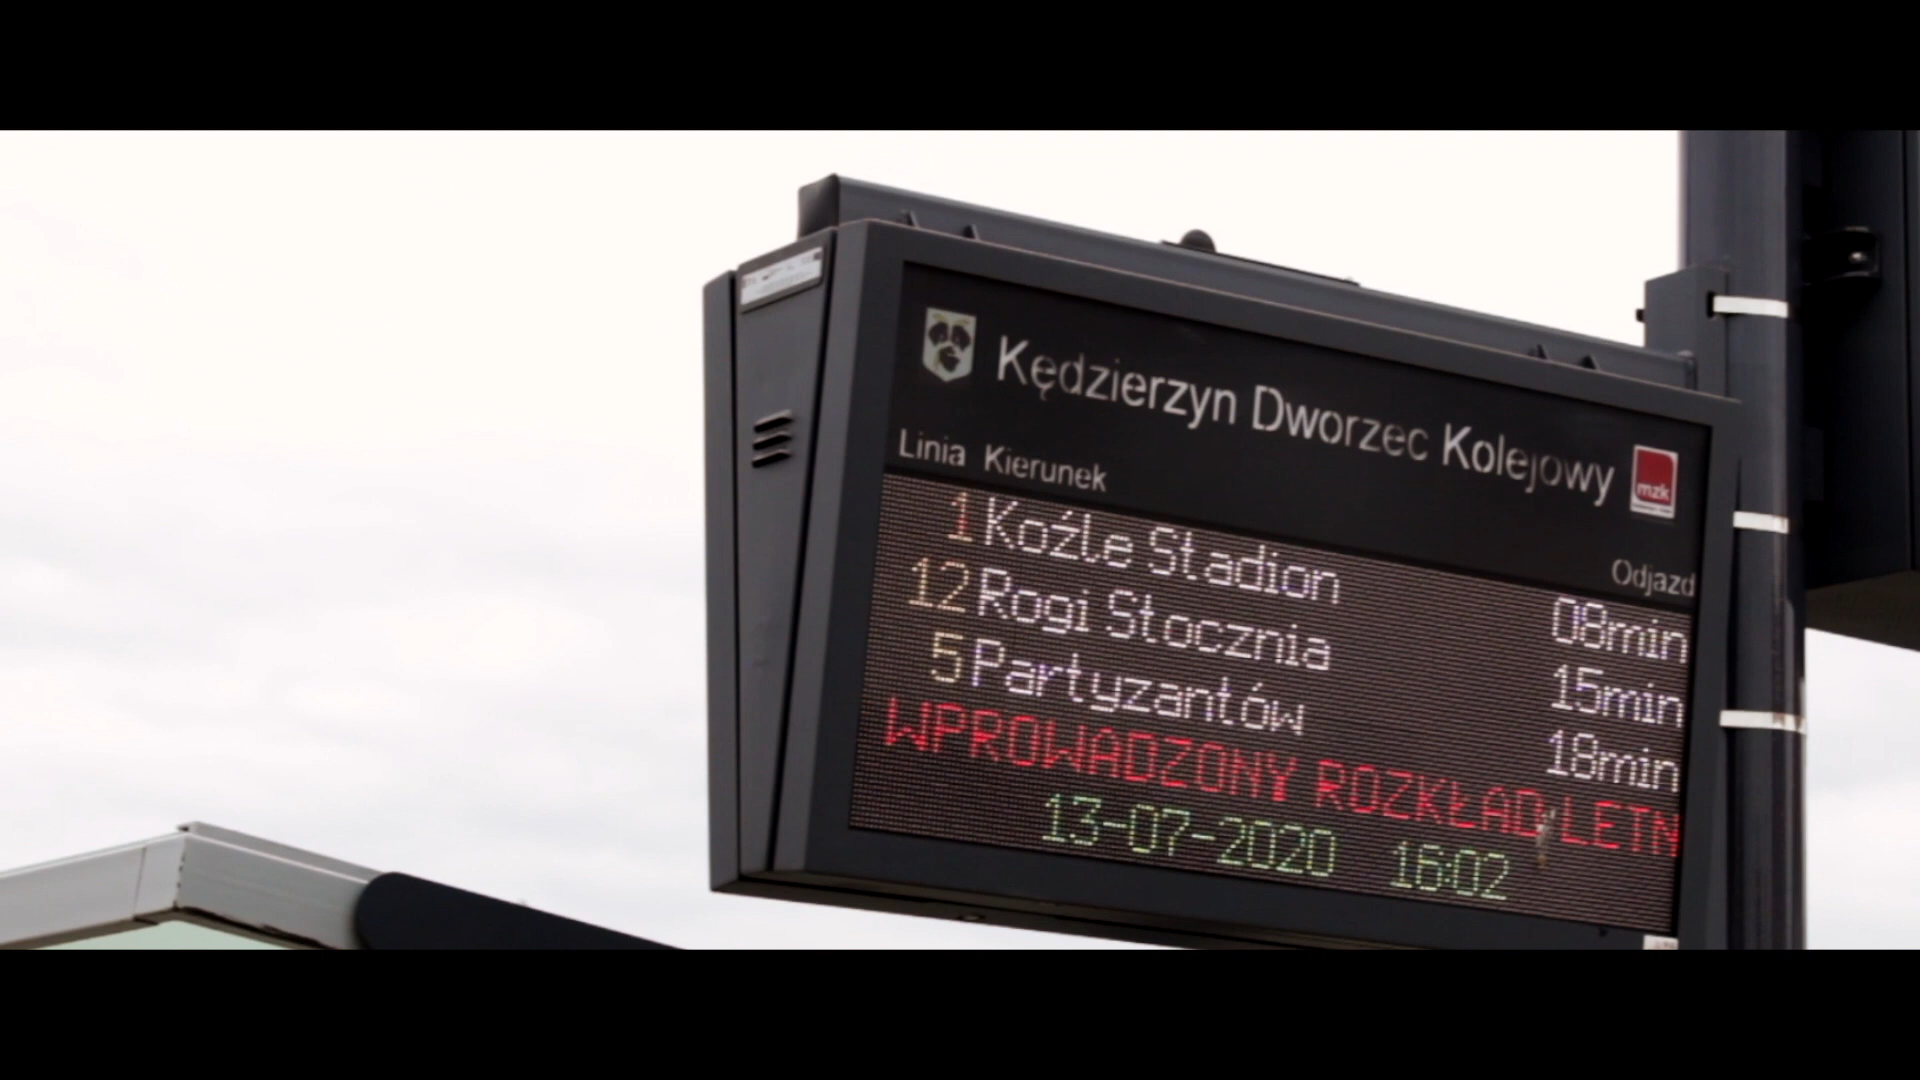 Kędzierzyn Dworzec Kolejowy
mzk
Linia Kierunek
Odjazd
1 Koźle Stadion 08min
12 Rogi Stocznia 15min
5 Partyzantów 18min
WPROWADZONY ROZKŁAD LETN
13-07-2020 16:02